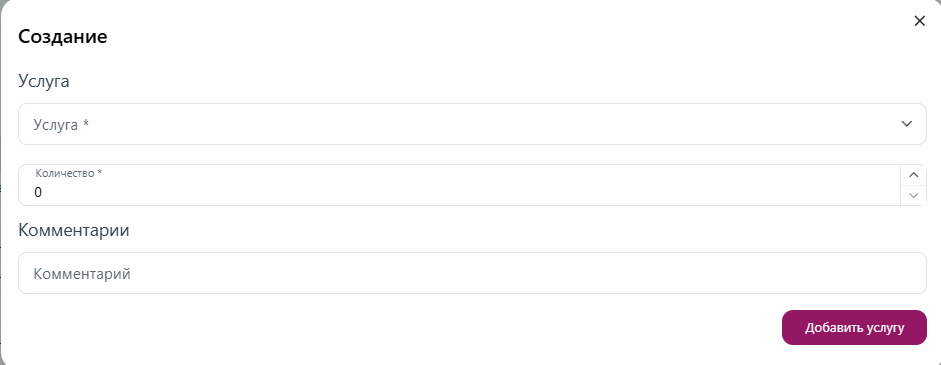 Создание
Услуга
Услуга *
Количество *
0
Комментарии
Комментарий
Добавить услугу